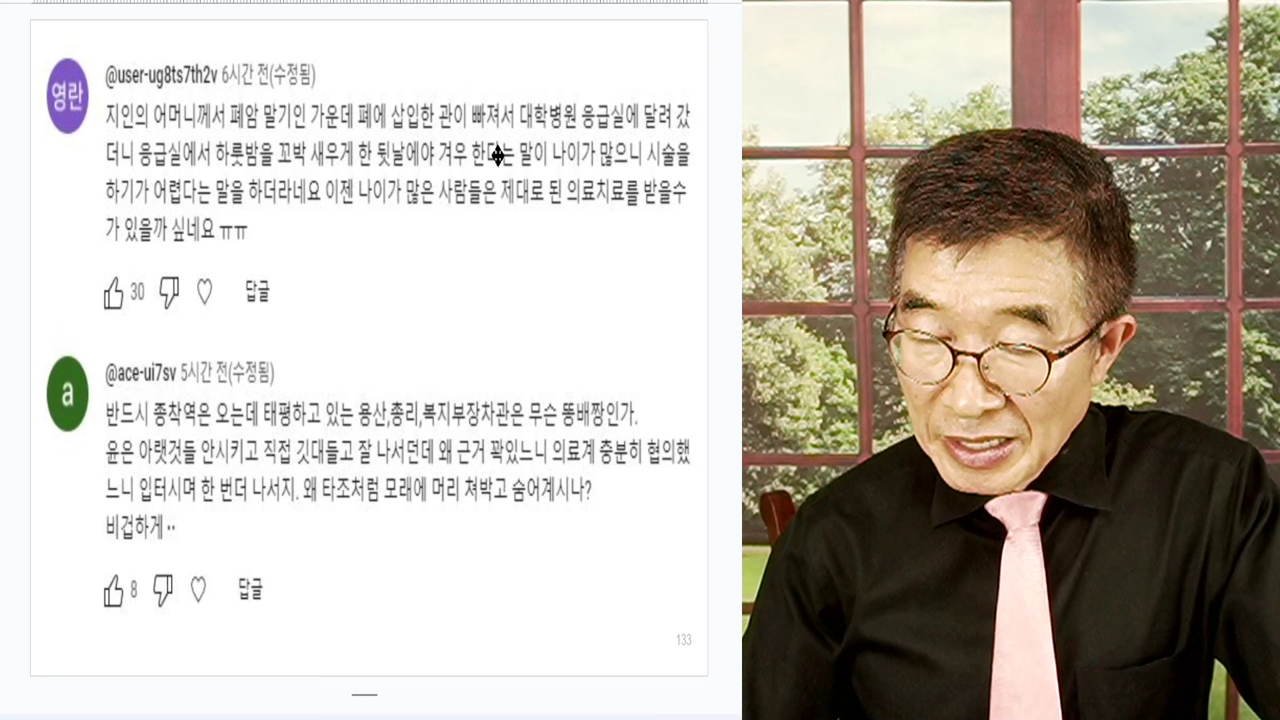 영란
@user-ug8ts7th2v 6시간 전(수정됨)
지인의 어머니께서 폐암 말기인 가운데 폐에 삽입한 관이 빠져서 대학병원 응급실에 달려 갔
더니 응급실에서 하룻밤을 꼬박 새우게 한 뒷날에야 겨우 한다는 말이 나이가 많으니 시술을
하기가 어렵다는 말을 하더라네요 이젠 나이가 많은 사람들은 제대로 된 의료치료를 받을수
가 있을까 싶네요 ㅠㅠ
30 답글
a
@ace-ui7sv 5시간 전(수정됨)
반드시 종착역은 오는데 태평하고 있는 용산,총리,복지부장차관은 무슨 똥배짱인가.
윤은 아랫것들 안시키고 직접 깃대들고 잘 나서던데 왜 근거 꽉있느니 의료계 충분히 협의했
느니 입터시며 한 번더 나서지. 왜 타조처럼 모래에 머리 쳐박고 숨어계시나?
비겁하게··
8 답글
133